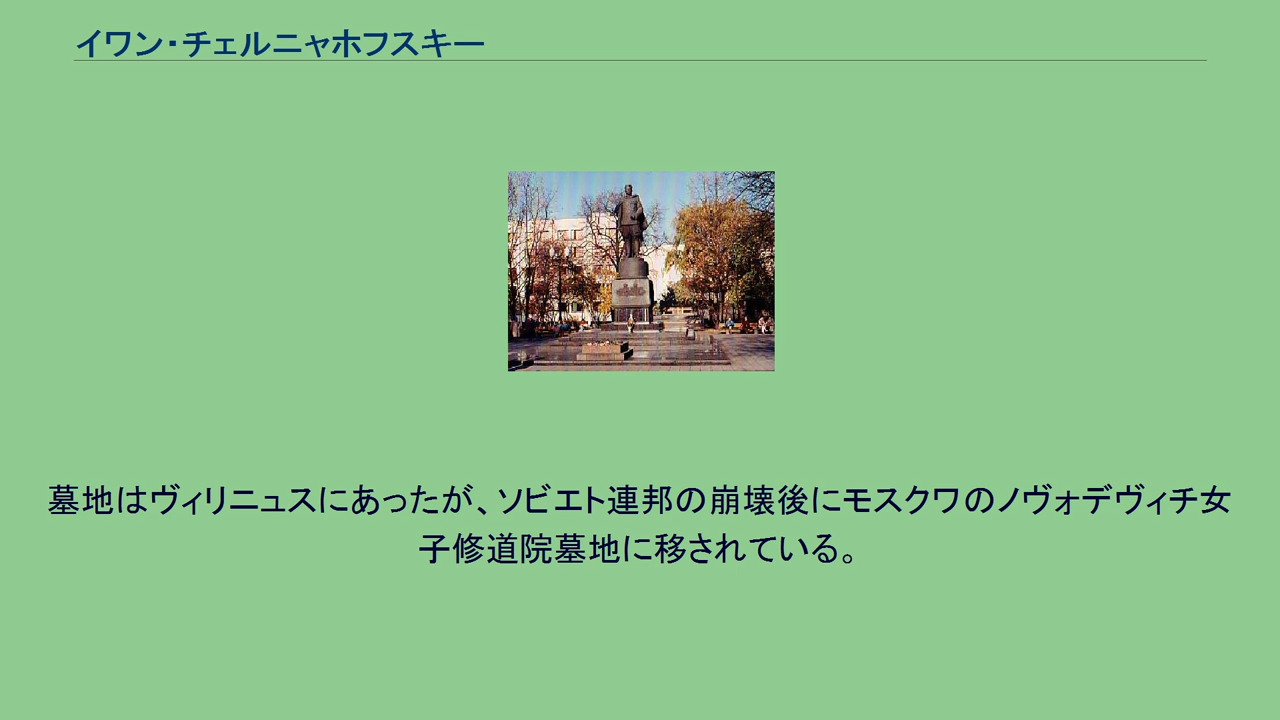 イワン・チェルニャホフスキー
墓地はヴィリニュスにあったが、ソビエト連邦の崩壊後にモスクワのノヴォデヴィチ女
子修道院墓地に移されている。